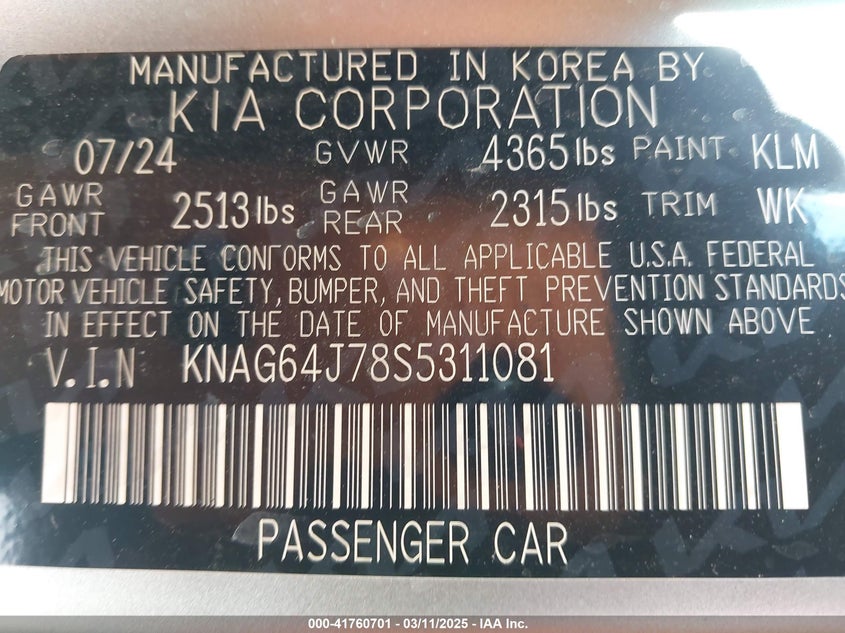 MANUFACTURED IN KOREA BY
KIA CORPORATION
07/24 GVWR 4365 lbs PAINT KLM
GAWR FRONT 2513 lbs GAWR REAR 2315 lbs TRIM WK
THIS VEHICLE CONFORMS TO ALL APPLICABLE U.S.A. FEDERAL
MOTOR VEHICLE SAFETY, BUMPER, AND THEFT PREVENTION STANDARDS
IN EFFECT ON THE DATE OF MANUFACTURE SHOWN ABOVE
V.I.N KNAG64J78S5311081
PASSENGER CAR
000-41760701 - 03/11/2025 - IAA Inc.